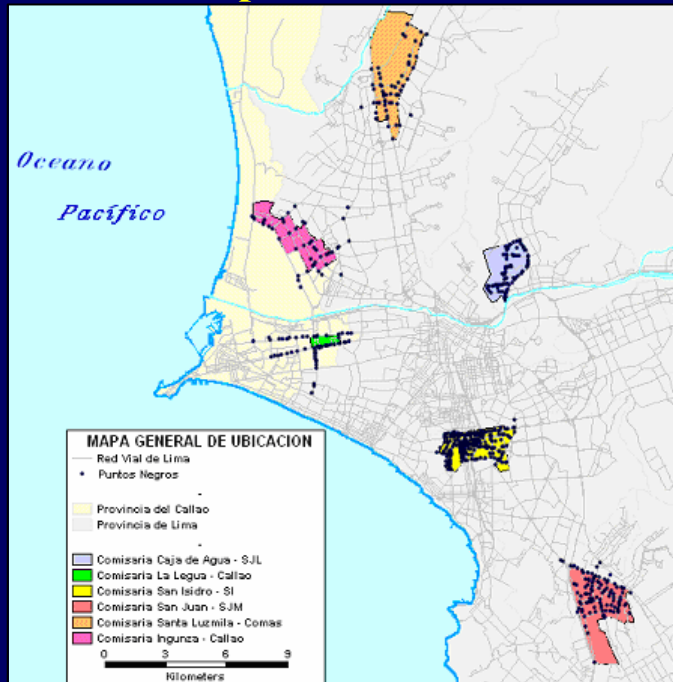 Oceano
Pacífico
MAPA GENERAL DE UBICACION
Red Vial de Lima
Puntos Negros
-
Provincia del Callao
Provincia de Lima
-
Comisaria Caja de Agua - SJL
Comisaria La Legua - Callao
Comisaria San Isidro - SI
Comisaria San Juan - SJM
Comisaria Santa Luzmila - Comas
Comisaria Ingunza - Callao
0 3 6 9
Kilometers